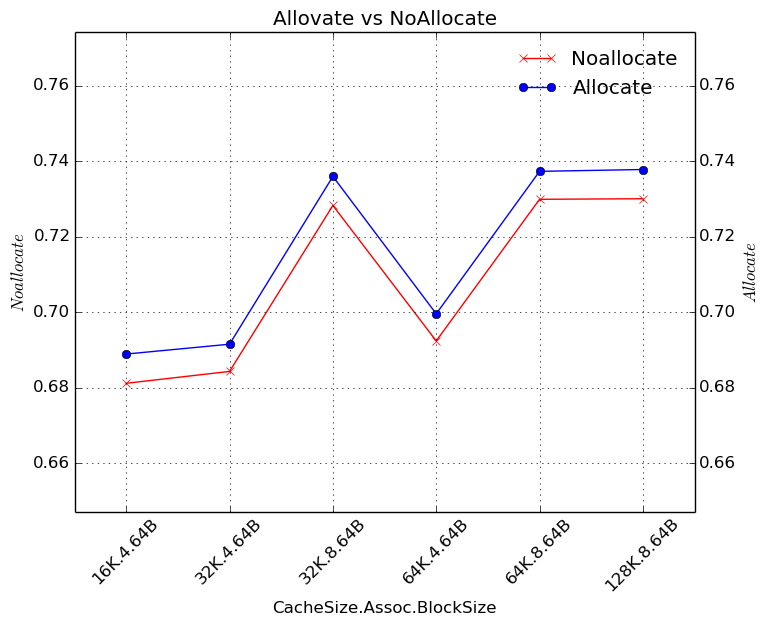 Allovate vs NoAllocate
Noallocate
Allocate
0.76
0.74
0.72
0.70
0.68
0.66
Noallocate
0.76
0.74
0.72
0.70
0.68
0.66
Allocate
16K.4.64B
32K.4.64B
32K.8.64B
64K.4.64B
64K.8.64B
128K.8.64B
CacheSize.Assoc.BlockSize